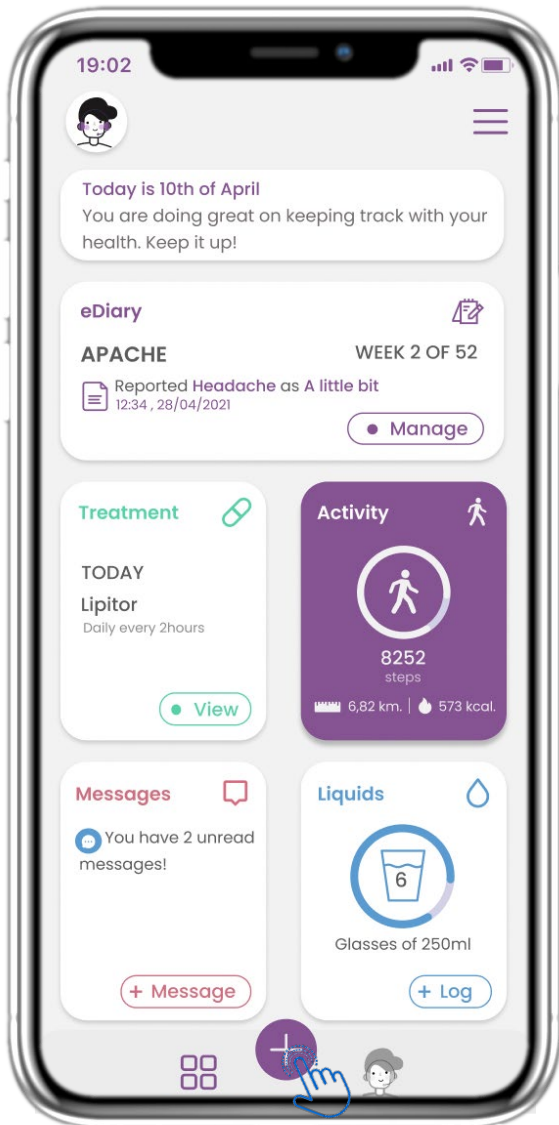 19:02
Today is 10th of April
You are doing great on keeping track with your
health. Keep it up!
eDiary
APACHE
WEEK 2 OF 52
Reported Headache as A little bit
12:34 , 28/04/2021
Manage
Treatment
TODAY
Lipitor
Daily every 2hours
View
Activity
8252
steps
6,82 km. | 573 kcal.
Messages
You have 2 unread
messages!
+ Message
Liquids
6
Glasses of 250ml
+ Log